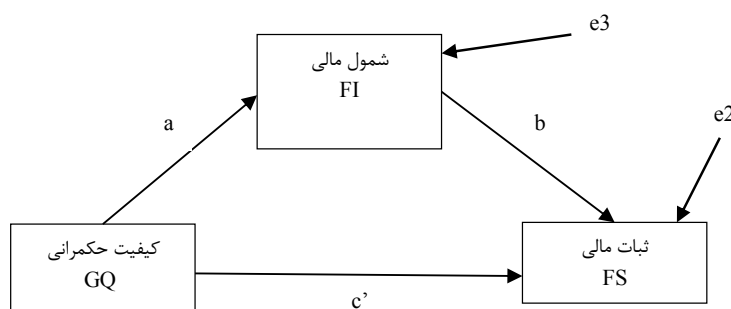 شمول مالی
FI
e3
e2
a
b
کیفیت حکمرانی
GQ
ثبات مالی
FS
c’